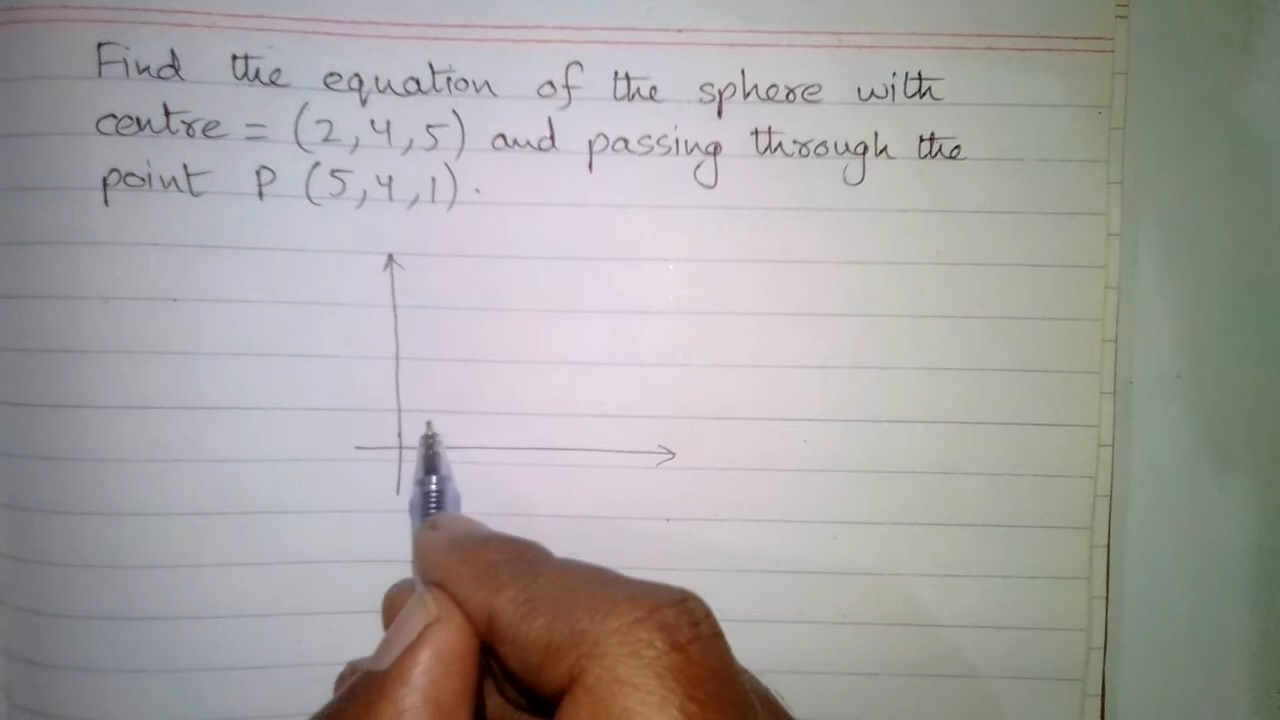 Find the equation of the sphere with
centre = (2,4,5) and passing through the
point P (5,4,1).